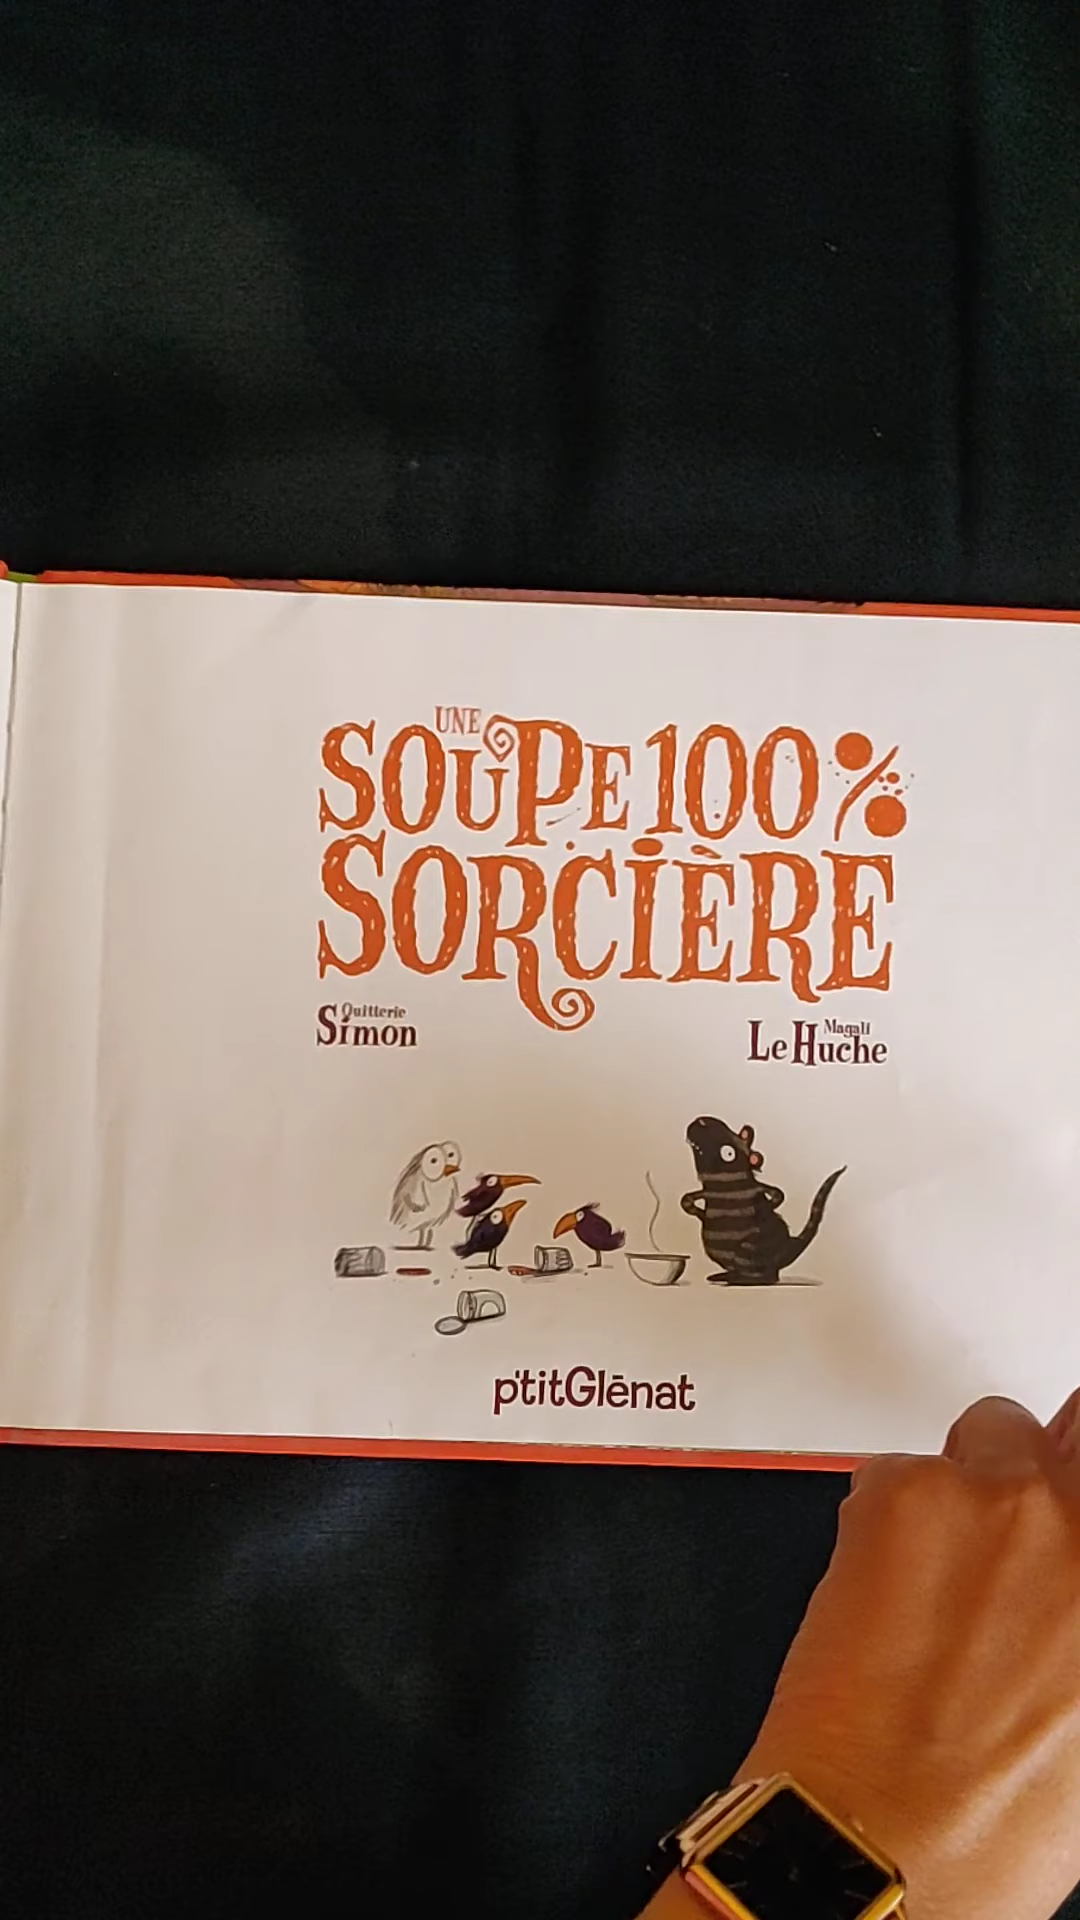 UNE
SOUPE 100%
SORCIÈRE
Quitterie
Simon
Magali
Le Huche
p'titGlénat